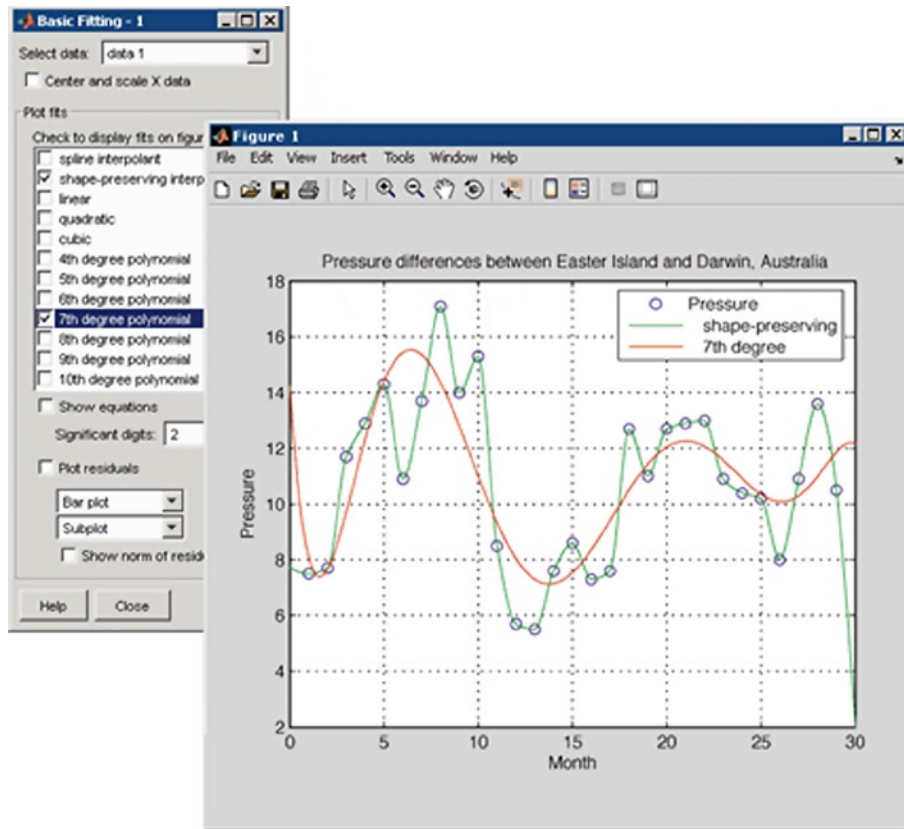 Basic Fitting - 1
Select data: data 1
Center and scale X data
Plot fits
Check to display fits on figur
spline interpolant
shape-preserving interp
linear
quadratic
cubic
4th degree polynomial
5th degree polynomial
6th degree polynomial
7th degree polynomial
8th degree polynomial
9th degree polynomial
10th degree polynomial
Show equations
Significant digits: 2
Plot residuals
Bar plot
Subplot
Show norm of resid
Help Close
Figure 1
File Edit View Insert Tools Window Help
Pressure differences between Easter Island and Darwin, Australia
Pressure
shape-preserving
7th degree
18
16
14
12
10
8
6
4
2
Pressure
0 5 10 15 20 25 30
Month